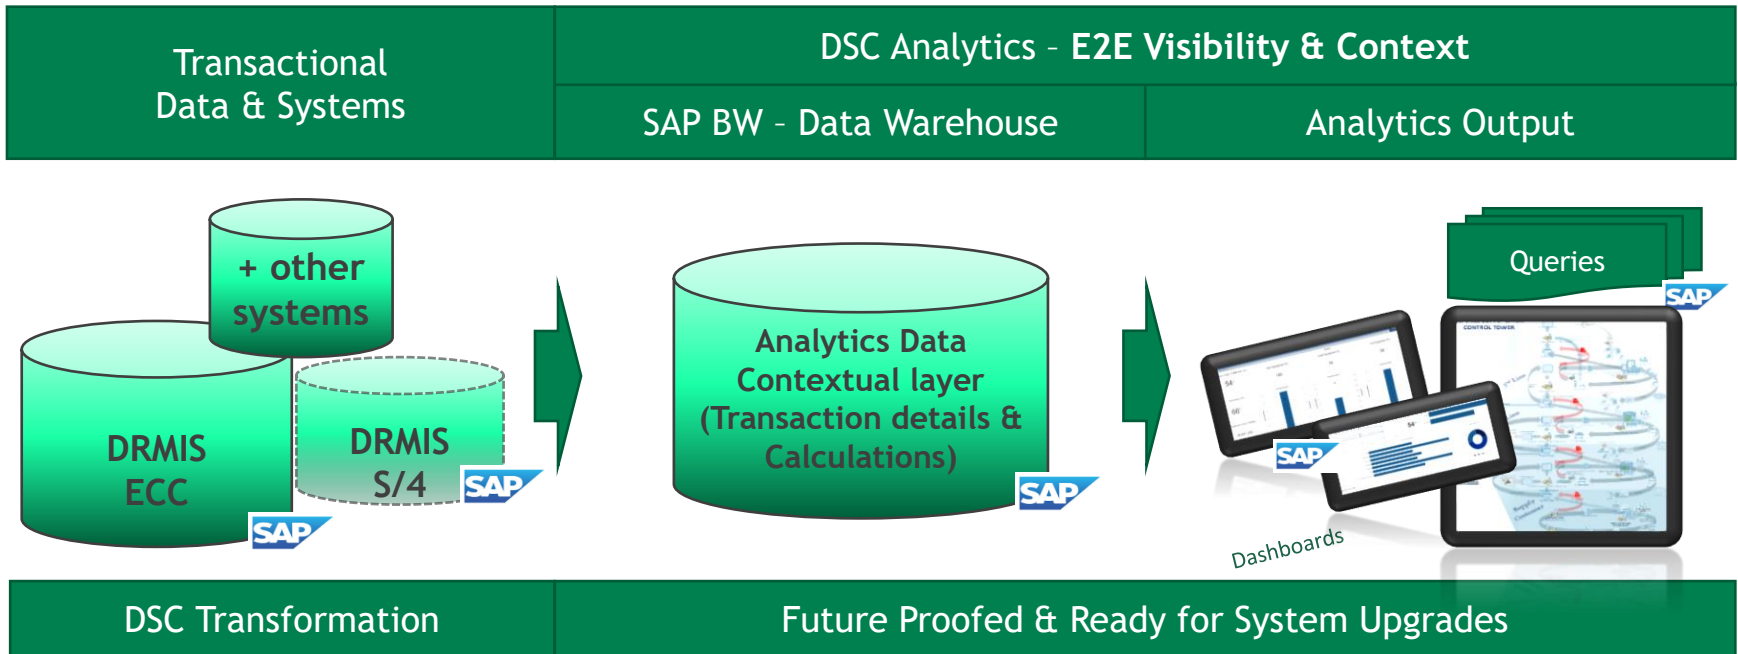 Transactional
Data & Systems
DSC Analytics – E2E Visibility & Context
SAP BW – Data Warehouse
Analytics Output
+ other
systems
DRMIS
ECC
SAP
DRMIS
S/4
SAP
Analytics Data
Contextual layer
(Transaction details &
Calculations)
SAP
Queries
SAP
CONTROL TOWER
SAP
Dashboards
DSC Transformation
Future Proofed & Ready for System Upgrades